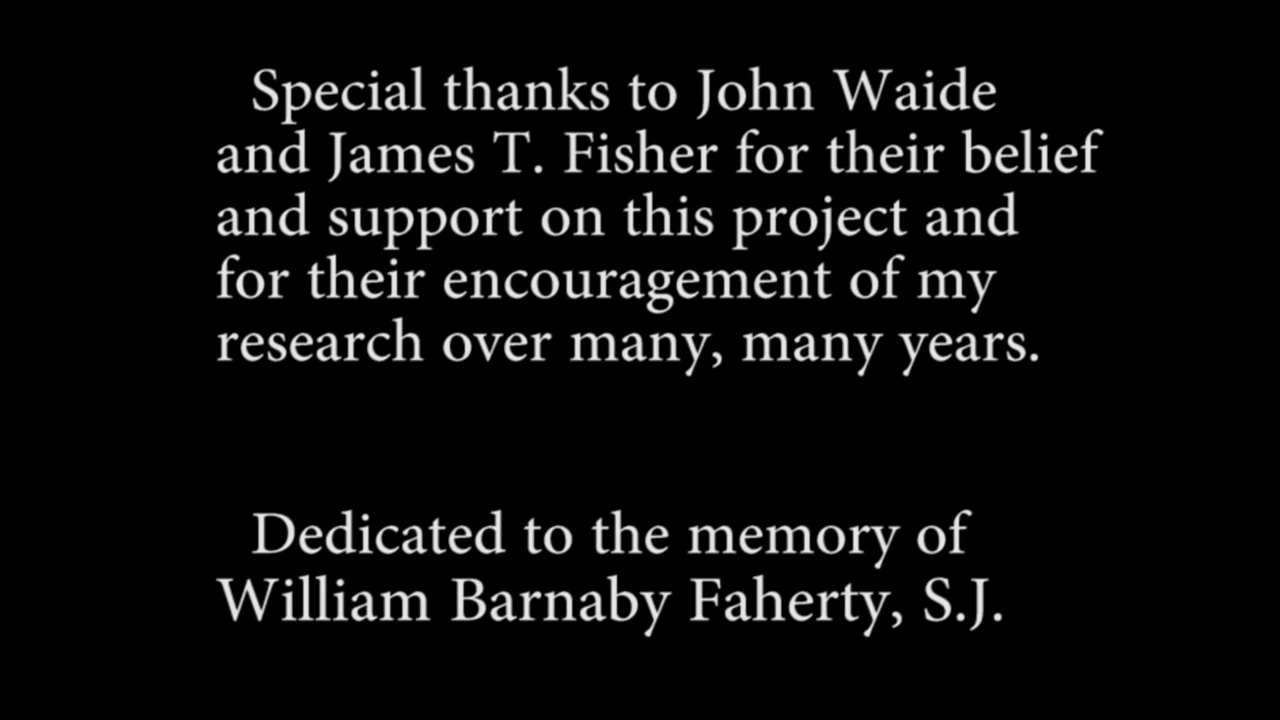 Special thanks to John Waide
and James T. Fisher for their belief
and support on this project and
for their encouragement of my
research over many, many years.
Dedicated to the memory of
William Barnaby Faherty, S.J.